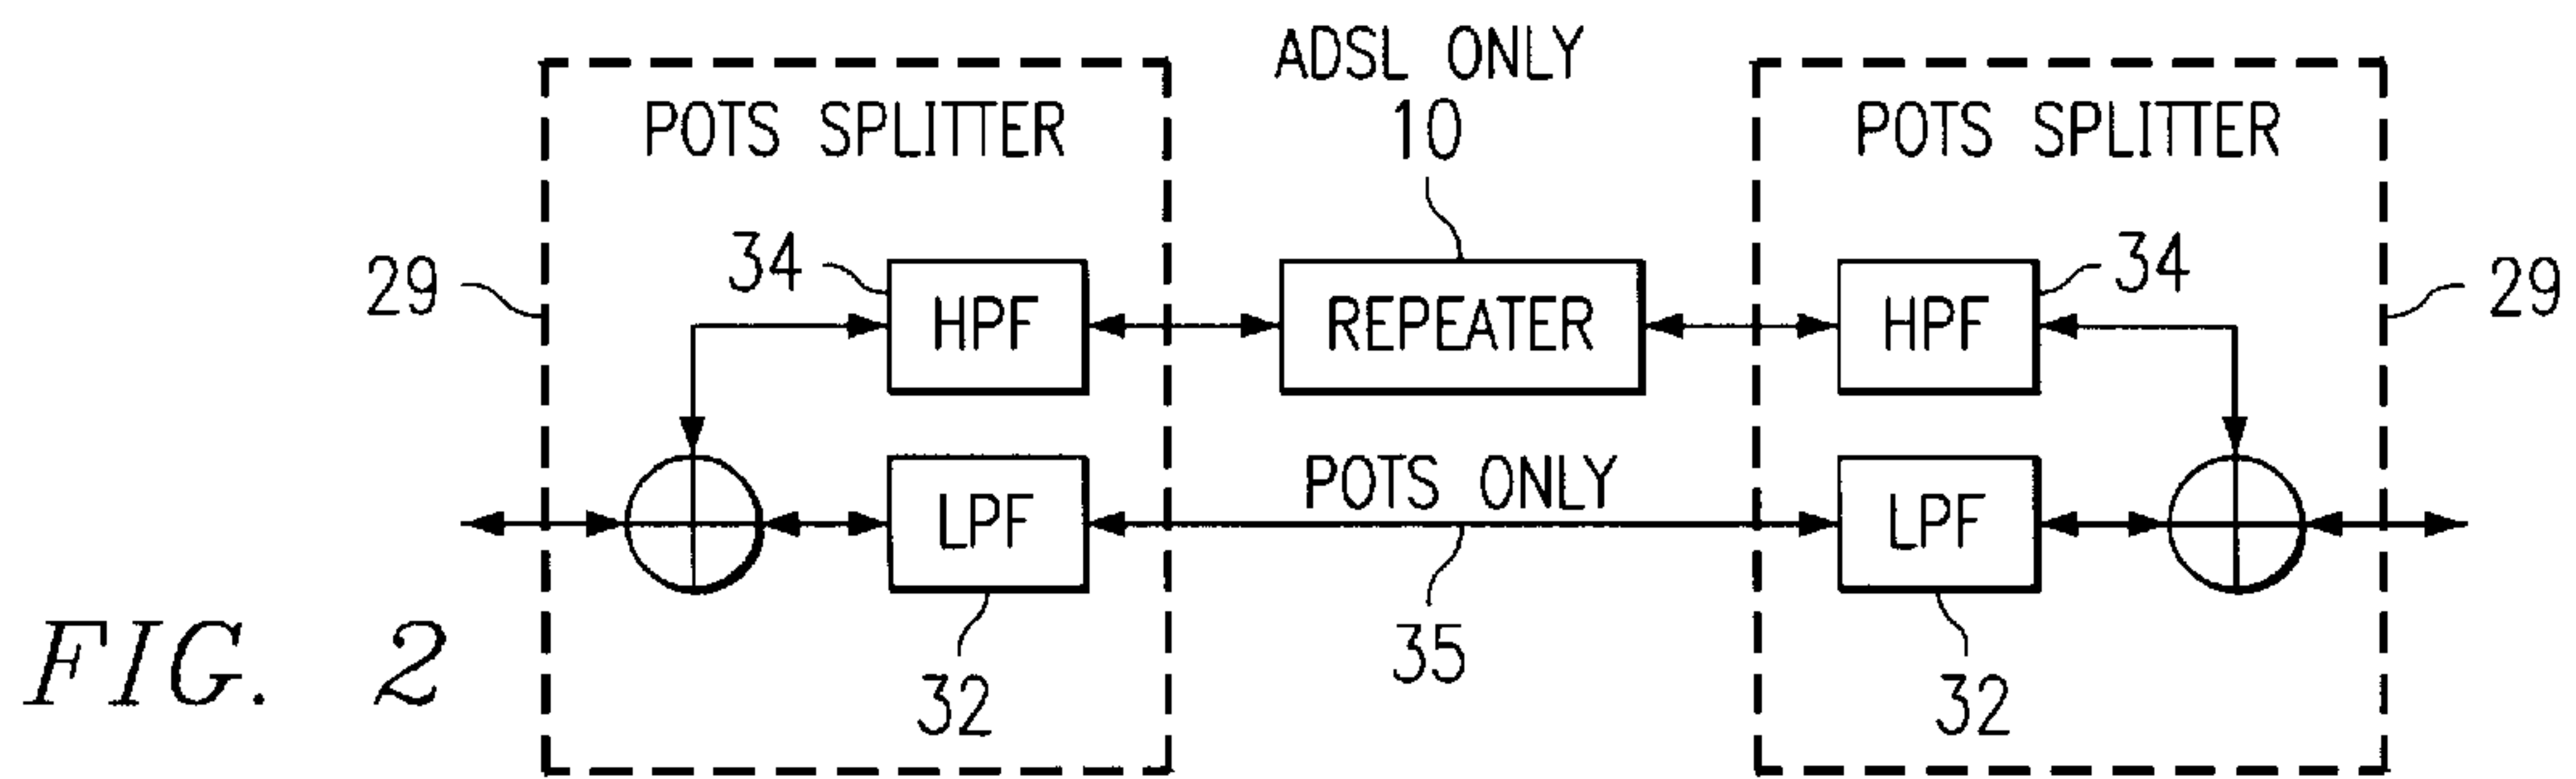 ADSL ONLY
10
POTS SPLITTER
POTS SPLITTER
29
34
HPF
REPEATER
HPF
34
29
LPF
POTS ONLY
LPF
32
35
32
FIG. 2